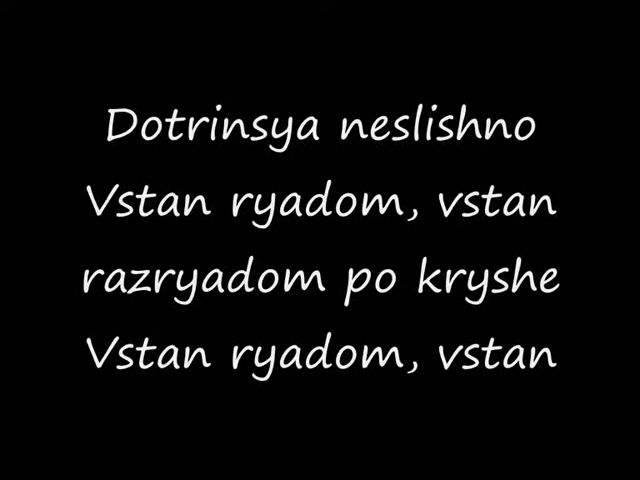 Dotrinsya neslishno
Vstan ryadom, vstan
razryadom po kryshe
Vstan ryadom, vstan